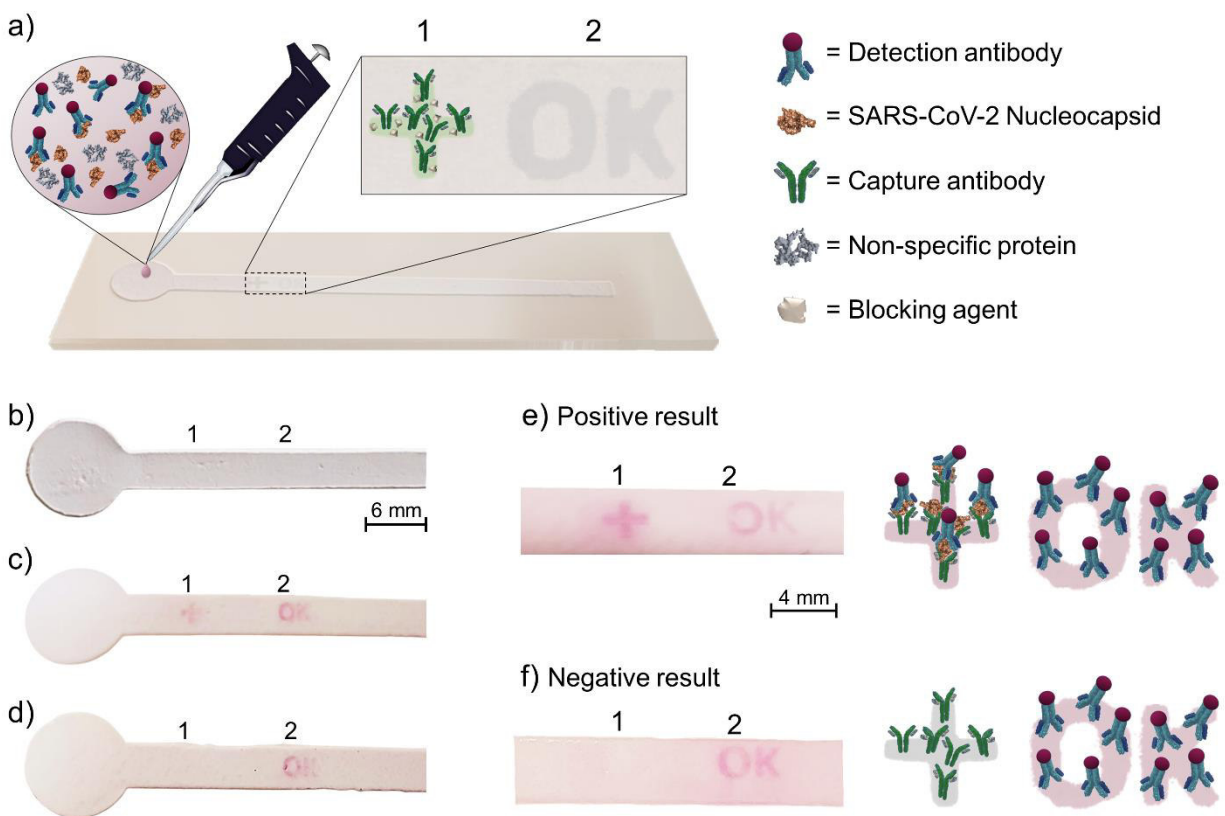 a)
1 2
OK
= Detection antibody
= SARS-CoV-2 Nucleocapsid
= Capture antibody
= Non-specific protein
= Blocking agent
b)
1 2
6 mm
c)
1 2
OK
d)
1 2
OK
e) Positive result
1 2
OK
OK
4 mm
f) Negative result
1 2
OK
OK